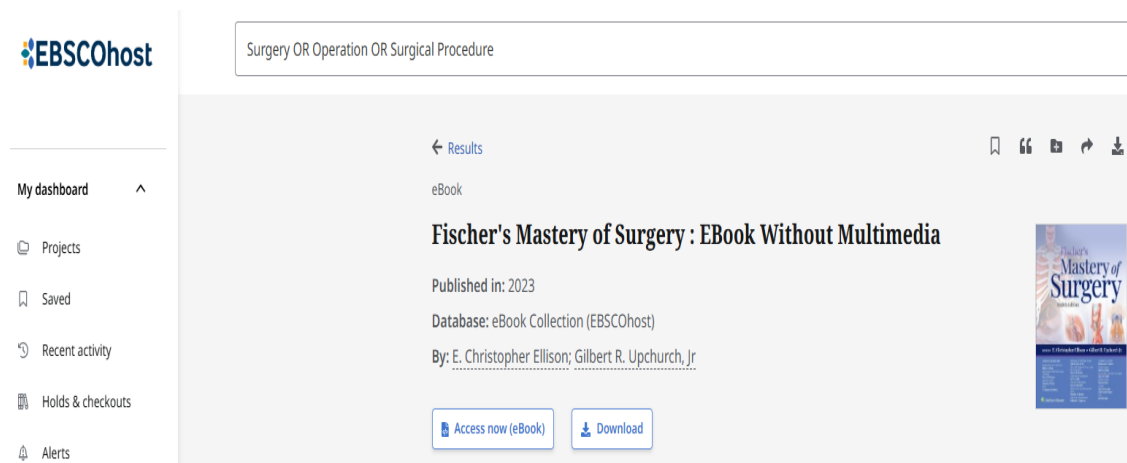 EBSCOhost
Surgery OR Operation OR Surgical Procedure
My dashboard
Projects
Saved
Recent activity
Holds & checkouts
Alerts
Results
eBook
Fischer's Mastery of Surgery : EBook Without Multimedia
Published in: 2023
Database: eBook Collection (EBSCOhost)
By: E. Christopher Ellison; Gilbert R. Upchurch, Jr
Access now (eBook)
Download
Fischer's
Mastery of
Surgery